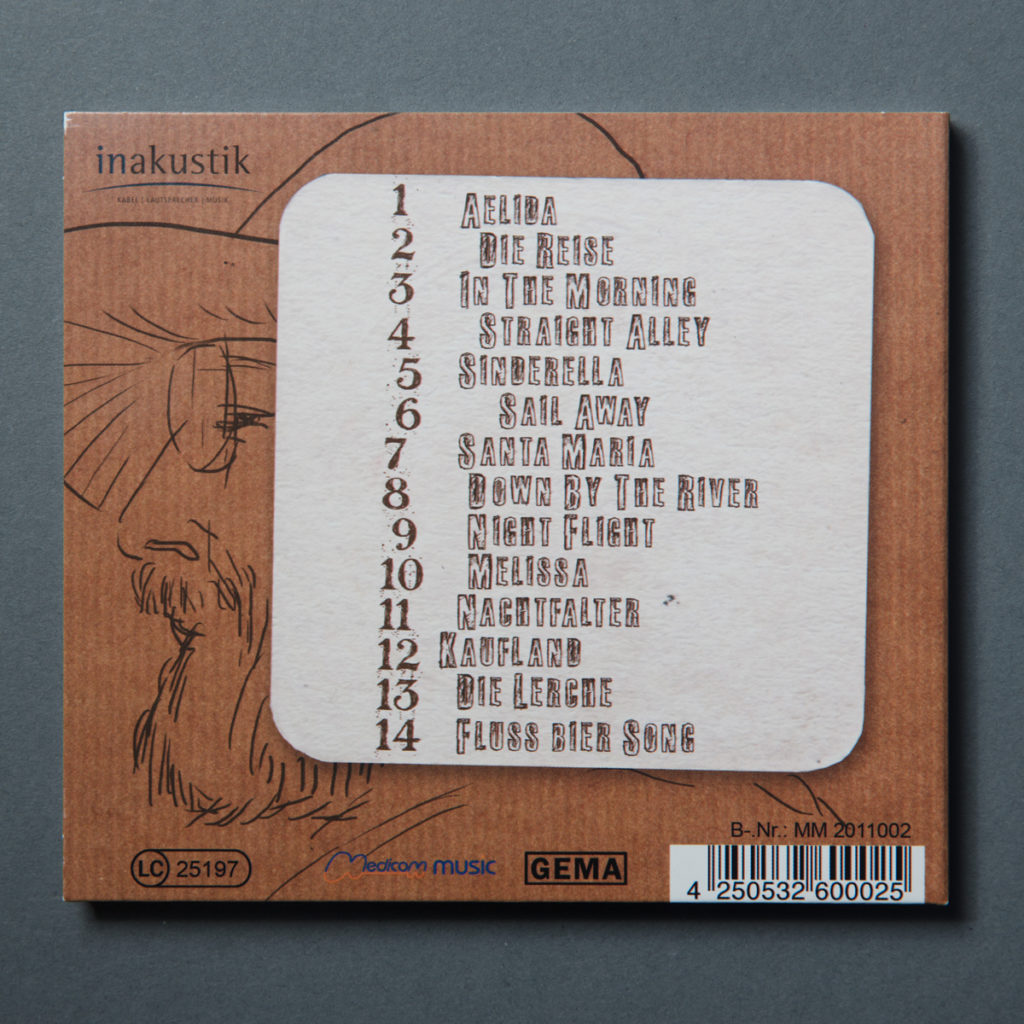 inakustik
KABEL | LAUTSPRECHER | MUSIK
1 AELIDA
2 DIE REISE
3 IN THE MORNING
4 STRAIGHT ALLEY
5 SINDERELLA
6 SAIL AWAY
7 SANTA MARIA
8 DOWN BY THE RIVER
9 NIGHT FLIGHT
10 MELISSA
11 NACHTFALTER
12 KAUFLAND
13 DIE LERCHE
14 FLUSS BIER SONG
B-.Nr.: MM 2011002
LC 25197
Medicom MUSIC
GEMA
4 250532 600025